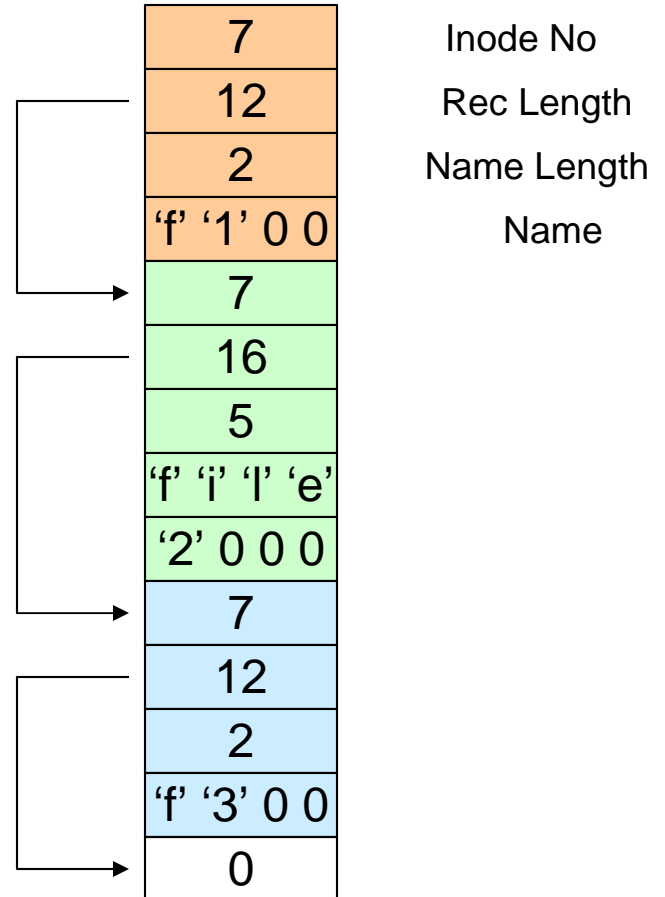 7 Inode No
12 Rec Length
2 Name Length
‘f’ ‘1’ 0 0 Name
7
16
5
‘f’ ‘i’ ‘l’ ‘e’
‘2’ 0 0 0
7
12
2
‘f’ ‘3’ 0 0
0